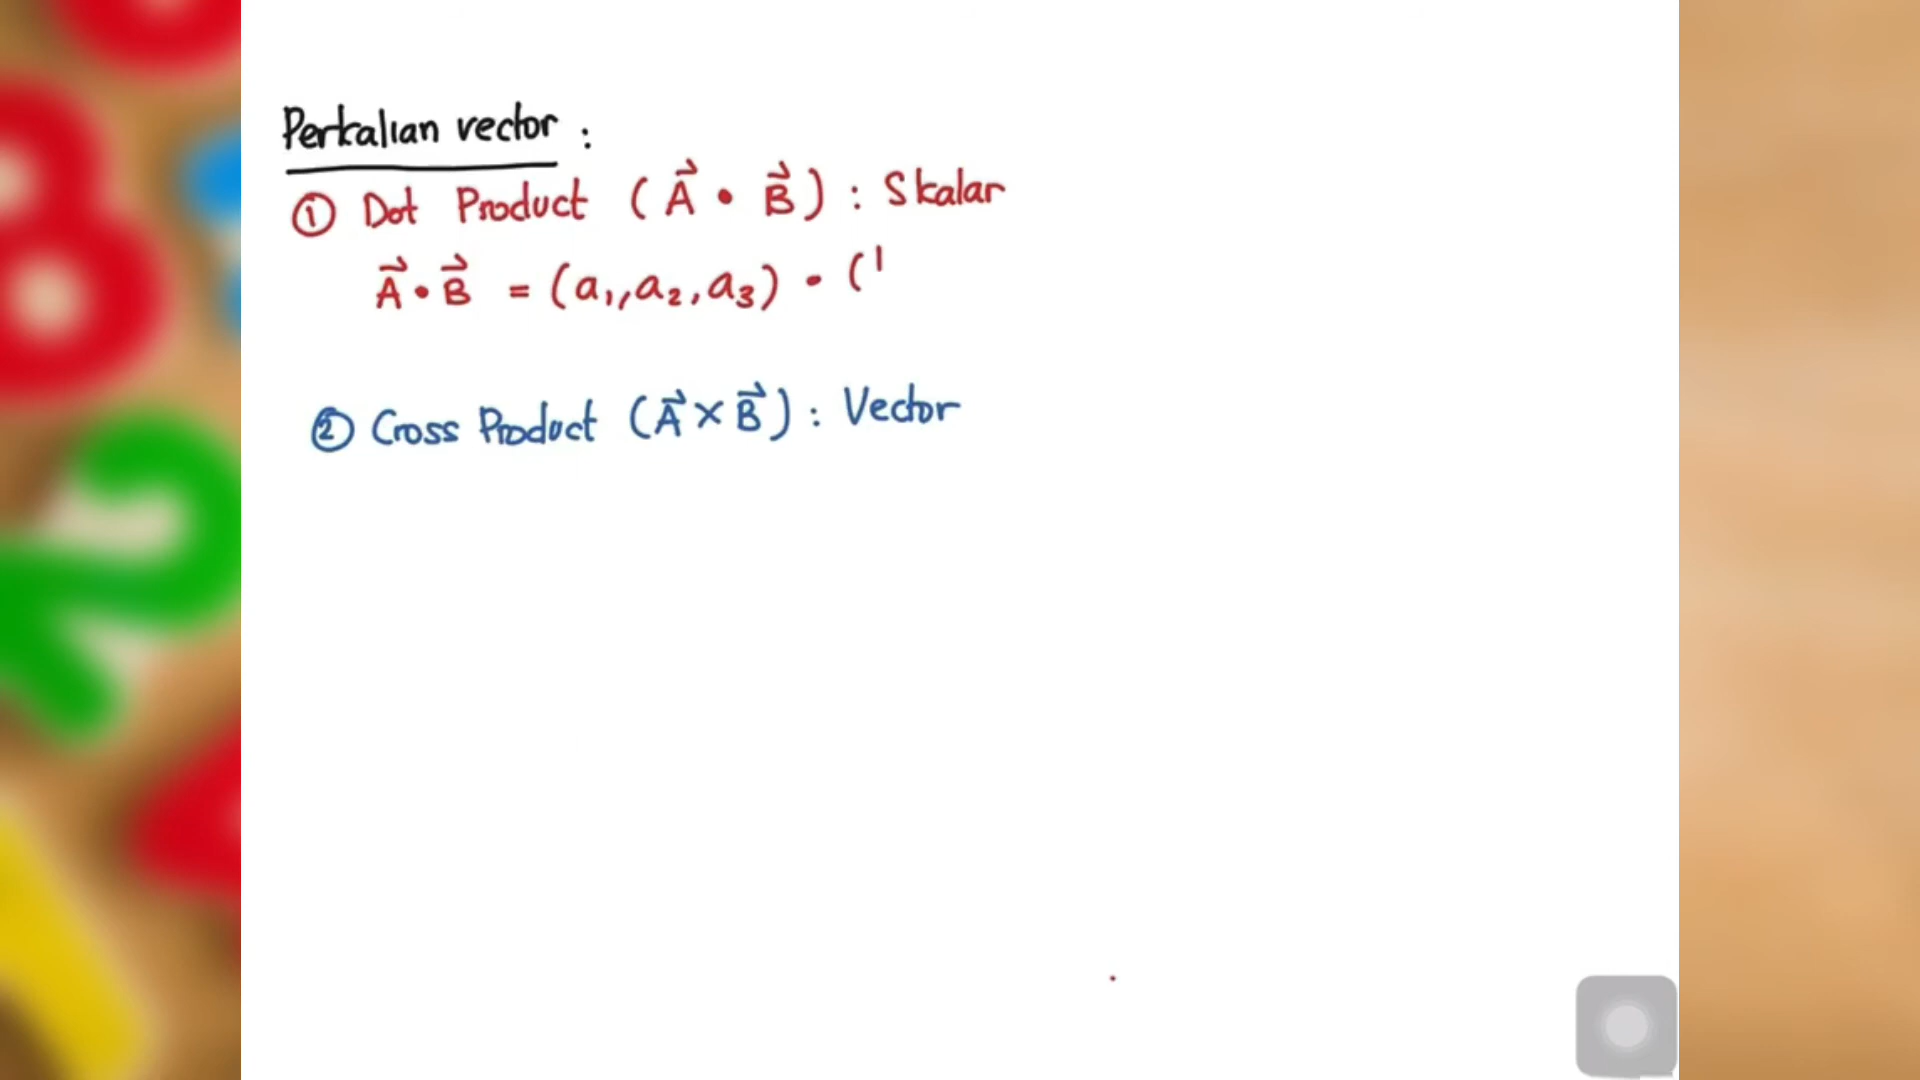 Perkalian vector :
① Dot Product ( A⃗ • B⃗ ) : Skalar
A⃗ • B⃗ = (a₁, a₂, a₃) • (
② Cross Product ( A⃗ × B⃗ ) : Vector